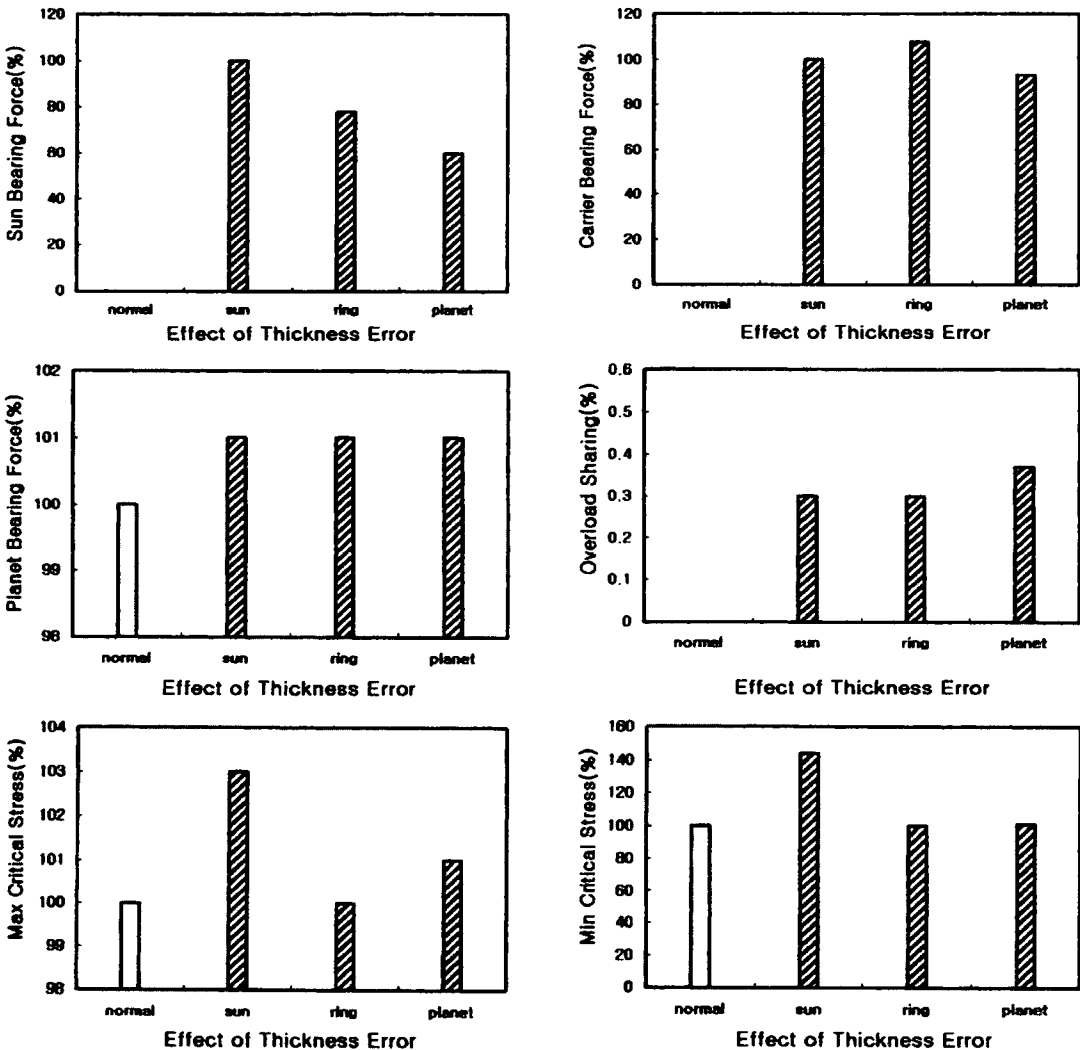 Sun Bearing Force(%)
120
100
80
60
40
20
0
normal sun ring planet
Effect of Thickness Error
Carrier Bearing Force(%)
120
100
80
60
40
20
0
normal sun ring planet
Effect of Thickness Error
Planet Bearing Force(%)
102
101
100
99
98
normal sun ring planet
Effect of Thickness Error
Overload Sharing(%)
0.6
0.5
0.4
0.3
0.2
0.1
0
normal sun ring planet
Effect of Thickness Error
Max Critical Stress(%)
104
103
102
101
100
99
98
normal sun ring planet
Effect of Thickness Error
Min Critical Stress(%)
160
140
120
100
80
60
40
20
0
normal sun ring planet
Effect of Thickness Error